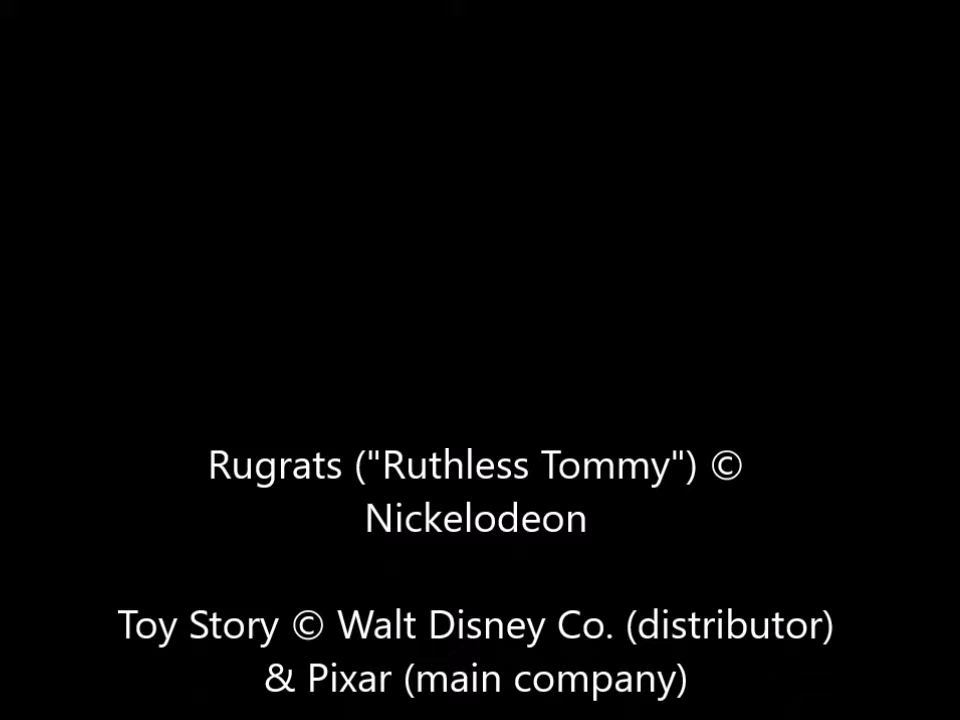 Rugrats ("Ruthless Tommy") ©
Nickelodeon
Toy Story © Walt Disney Co. (distributor)
& Pixar (main company)